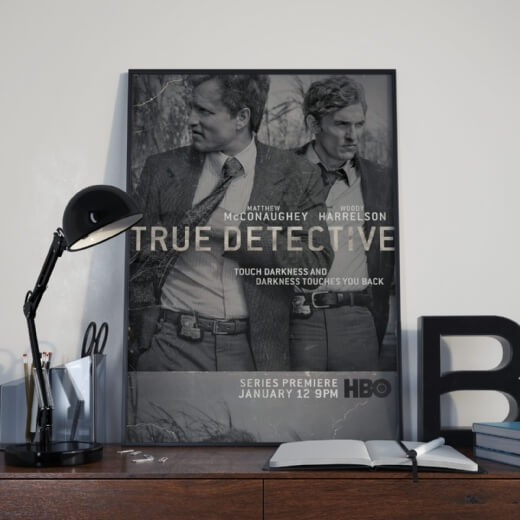 MATTHEW WOODY
McCONAUGHEY HARRELSON
TRUE DETECTIVE
TOUCH DARKNESS AND
DARKNESS TOUCHES YOU BACK
SERIES PREMIERE
JANUARY 12 9PM HBO
B